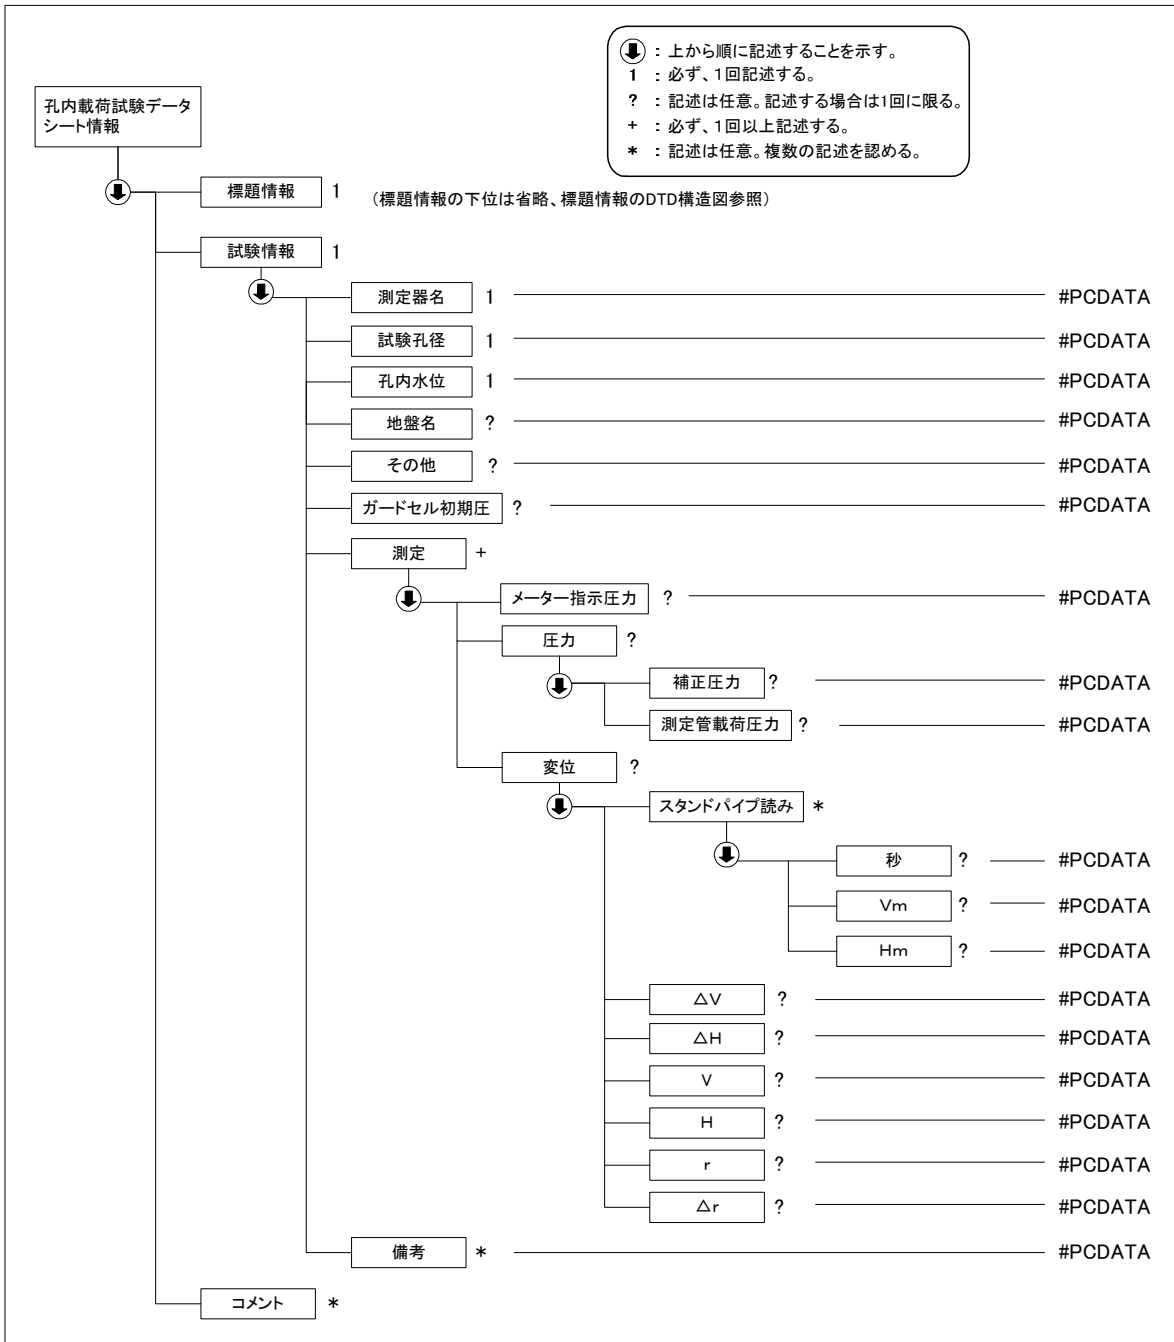 ：上から順に記述することを示す。
1 ：必ず、1回記述する。
? ：記述は任意。記述する場合は1回に限る。
+ ：必ず、1回以上記述する。
* ：記述は任意。複数の記述を認める。
孔内載荷試験データ
シート情報
標題情報 1 （標題情報の下位は省略、標題情報のDTD構造図参照）
試験情報 1
測定器名 1 #PCDATA
試験孔径 1 #PCDATA
孔内水位 1 #PCDATA
地盤名 ? #PCDATA
その他 ? #PCDATA
ガードセル初期圧 ? #PCDATA
測定 +
メーター指示圧力 ? #PCDATA
圧力 ?
補正圧力 ? #PCDATA
測定管載荷圧力 ? #PCDATA
変位 ?
スタンドパイプ読み *
秒 ? #PCDATA
Vm ? #PCDATA
Hm ? #PCDATA
△V ? #PCDATA
△H ? #PCDATA
V ? #PCDATA
H ? #PCDATA
r ? #PCDATA
△r ? #PCDATA
備考 * #PCDATA
コメント *